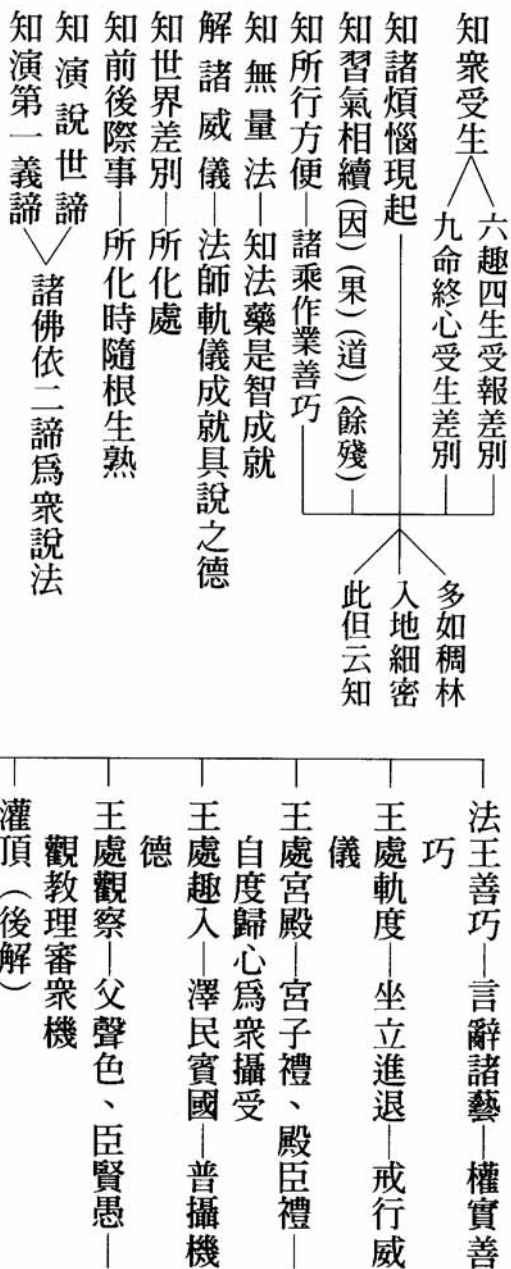 知衆受生
六趣四生受報差別
九命終心受生差別
知諸煩惱現起
知習氣相續(因)(果)(道)(餘殘)
知所行方便—諸乘作業善巧
多如稠林
入地細密
此但云知
知無量法—知法藥是智成就
解諸威儀—法師軌儀成就具說之德
知世界差別—所化處
知前後際事—所化時隨根生熟
知演說世諦
知演第一義諦
諸佛依二諦爲衆說法
法王善巧—言辭諸藝—權實善
巧
王處軌度—坐立進退—戒行威
儀
王處宮殿—宮子禮、殿臣禮—
自度歸心爲衆攝受
王處趣入—澤民賓國—普攝機
德
王處觀察—父聲色、臣賢愚—
觀教理審衆機
灌頂(後解)